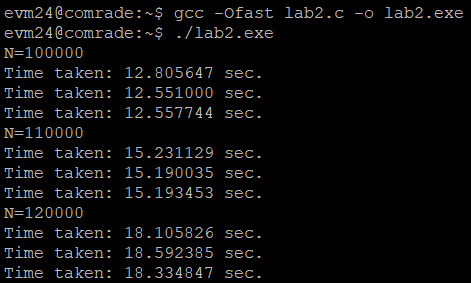 evm24@comrade:~$ gcc -Ofast lab2.c -o lab2.exe
evm24@comrade:~$ ./lab2.exe
N=100000
Time taken: 12.805647 sec.
Time taken: 12.551000 sec.
Time taken: 12.557744 sec.
N=110000
Time taken: 15.231129 sec.
Time taken: 15.190035 sec.
Time taken: 15.193453 sec.
N=120000
Time taken: 18.105826 sec.
Time taken: 18.592385 sec.
Time taken: 18.334847 sec.